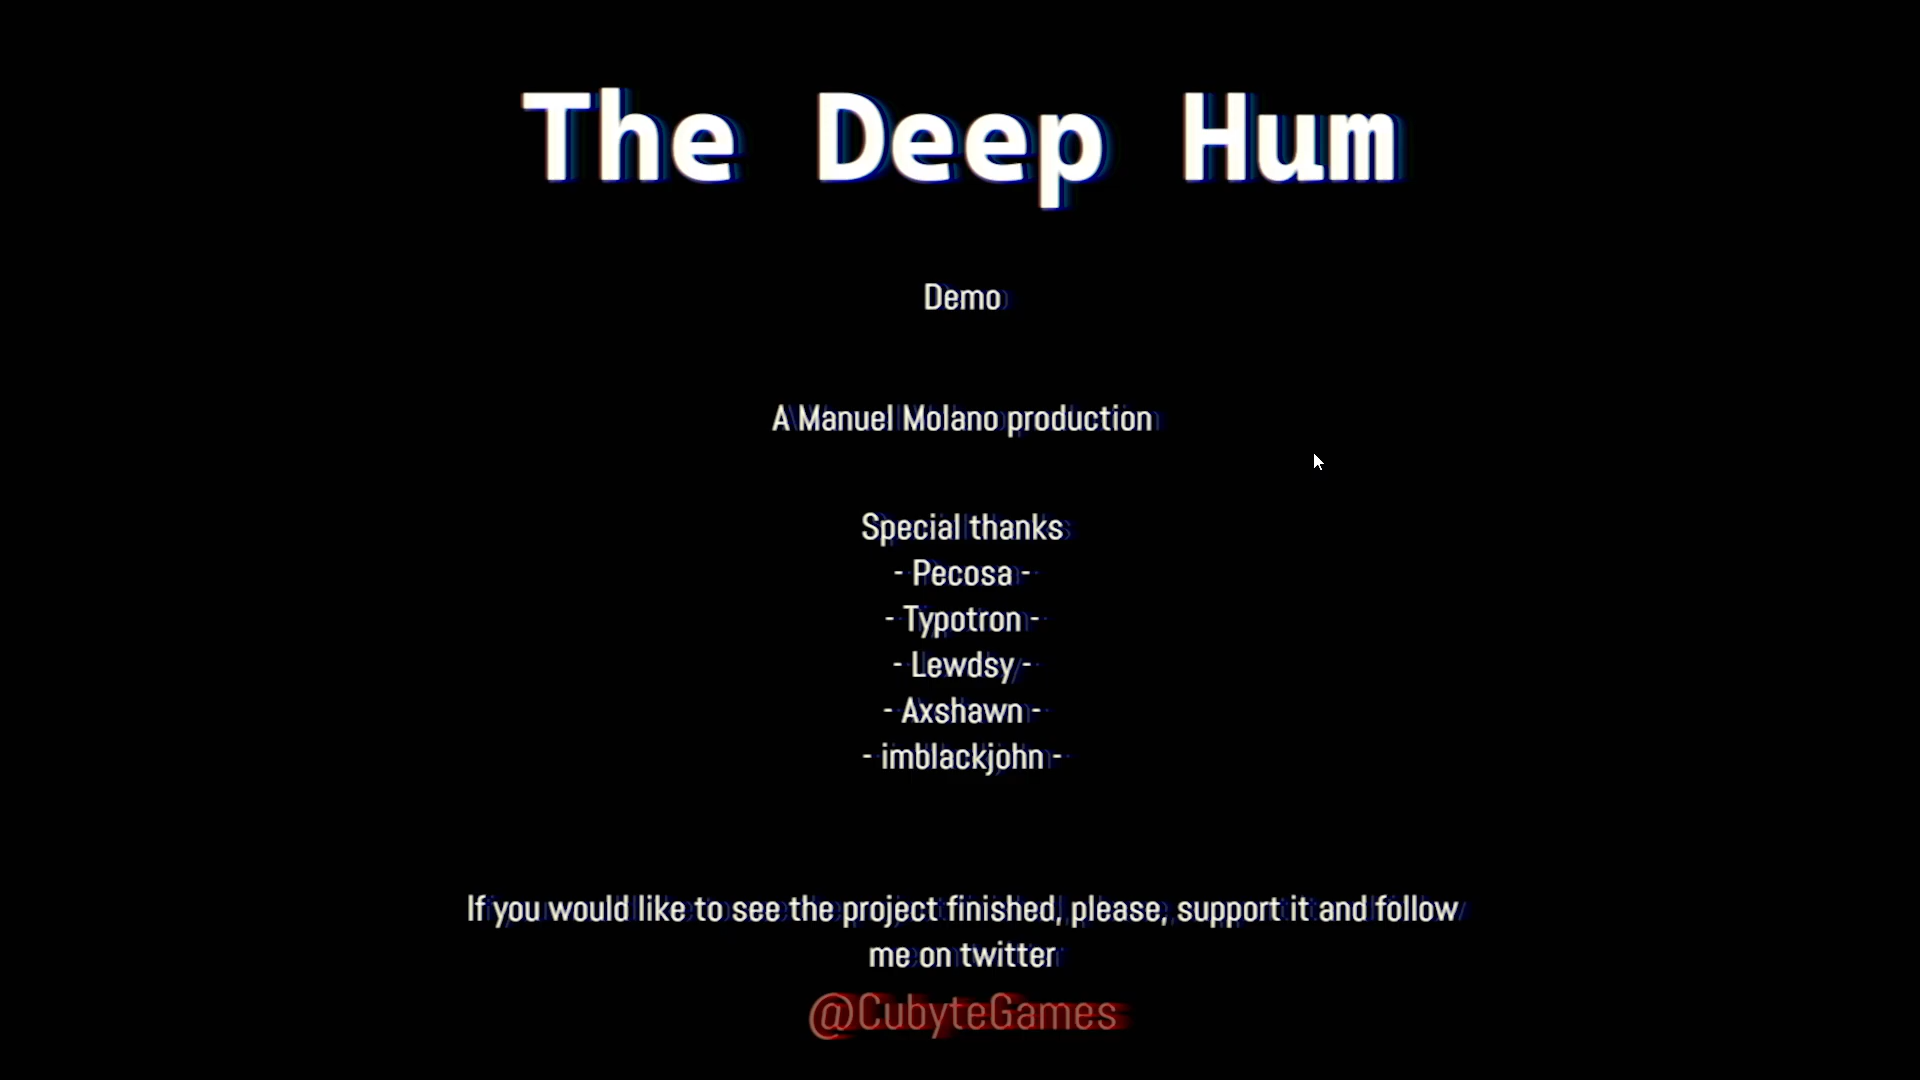 The Deep Hum
Demo
A Manuel Molano production
Special thanks
- Pecosa -
- Typotron -
- Lewdsy -
- Axshawn -
- imblackjohn -
If you would like to see the project finished, please, support it and follow
me on twitter
@CubyteGames